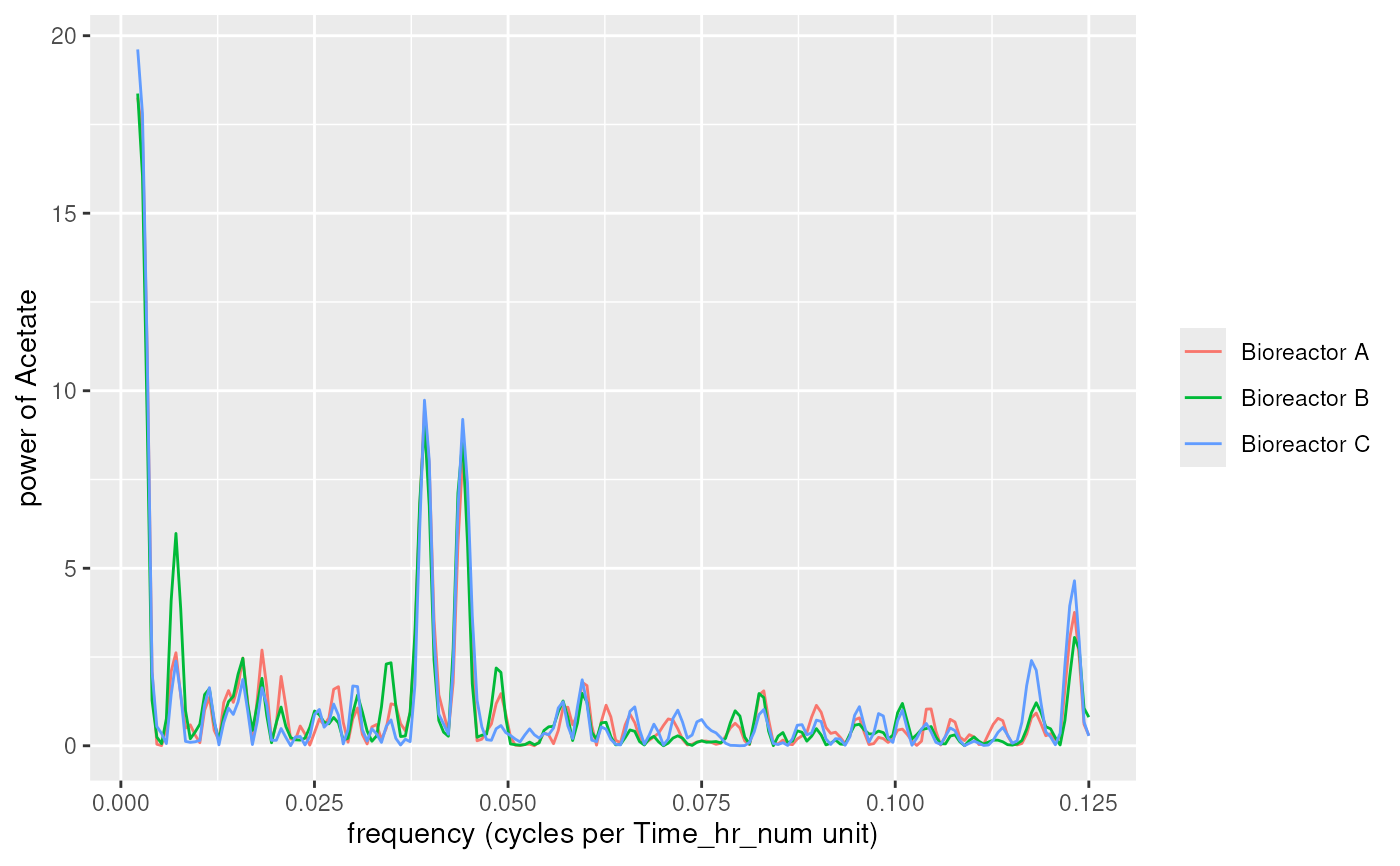 power of Acetate
20
15
10
5
0
0.000 0.025 0.050 0.075 0.100 0.125
frequency (cycles per Time_hr_num unit)
Bioreactor A
Bioreactor B
Bioreactor C